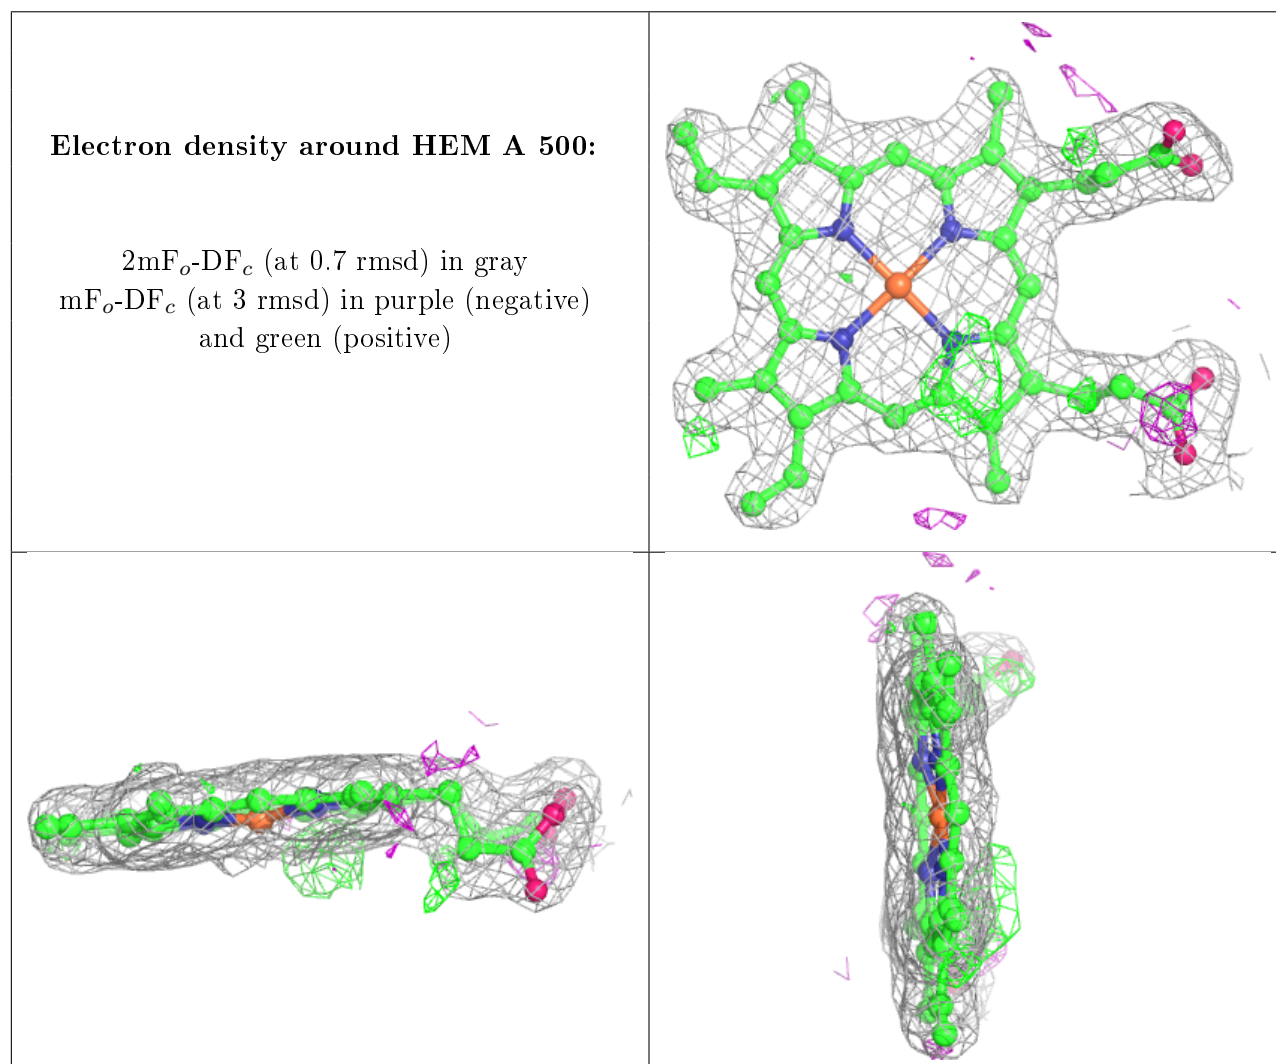 Electron density around HEM A 500:
2mFo-DFc (at 0.7 rmsd) in gray
mFo-DFc (at 3 rmsd) in purple (negative)
and green (positive)